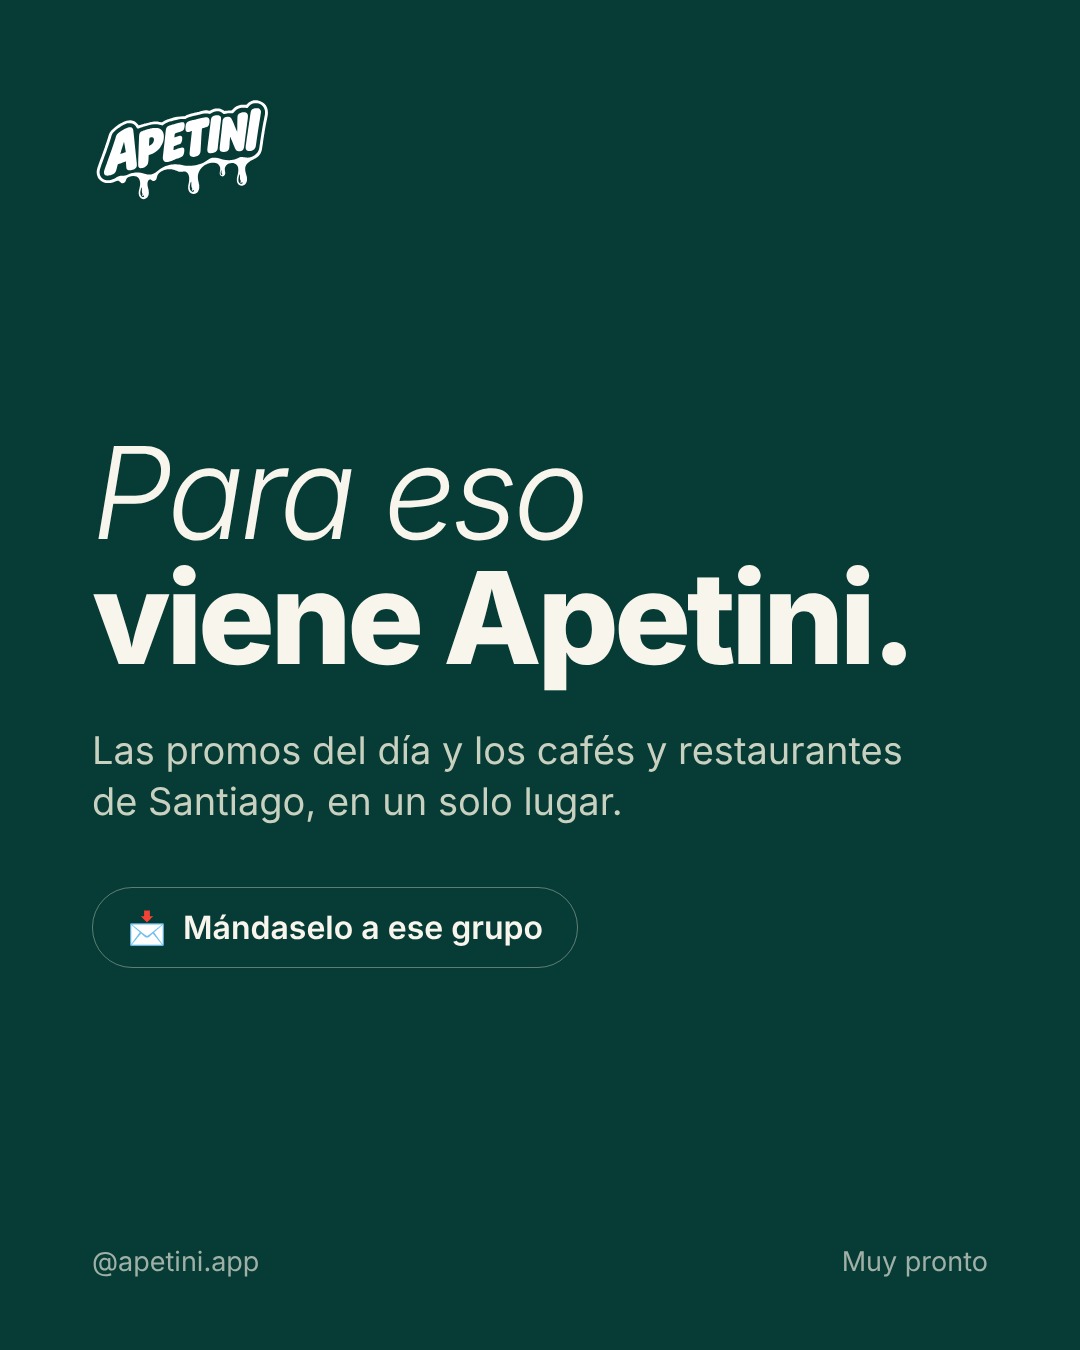 APETINI
Para eso
viene Apetini.
Las promos del día y los cafés y restaurantes
de Santiago, en un solo lugar.
📩 Mándaselo a ese grupo
@apetini.app
Muy pronto